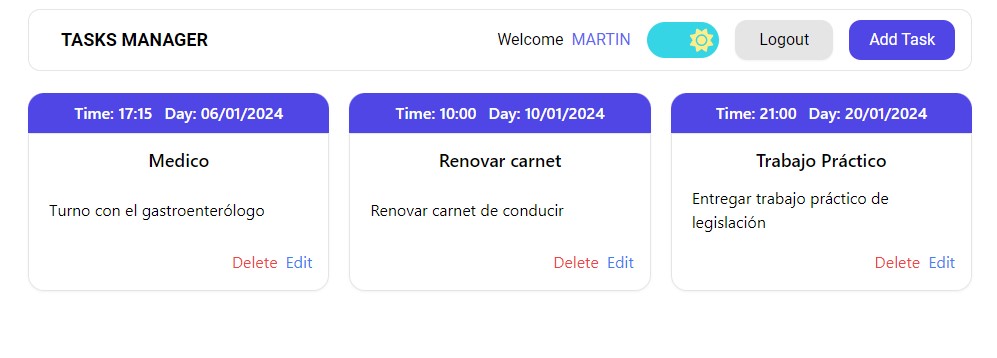 TASKS MANAGER
Welcome MARTIN
Logout
Add Task
Time: 17:15 Day: 06/01/2024
Medico
Turno con el gastroenterólogo
Delete Edit
Time: 10:00 Day: 10/01/2024
Renovar carnet
Renovar carnet de conducir
Delete Edit
Time: 21:00 Day: 20/01/2024
Trabajo Práctico
Entregar trabajo práctico de
legislación
Delete Edit